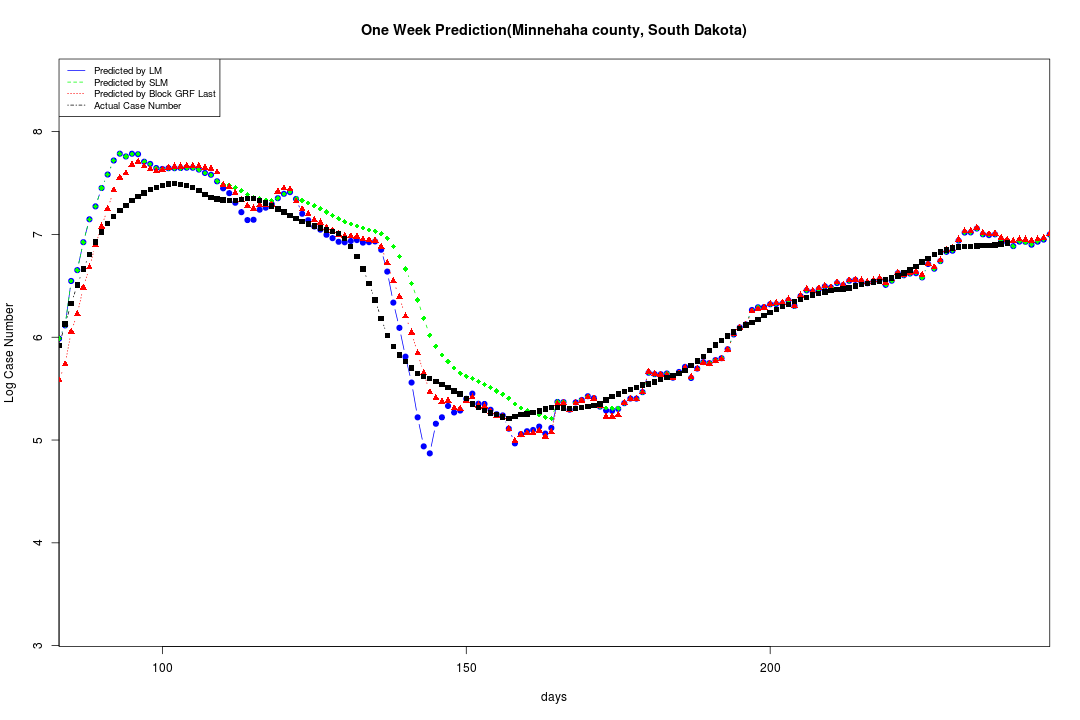 One Week Prediction(Minnehaha county, South Dakota)
Predicted by LM
Predicted by SLM
Predicted by Block GRF Last
Actual Case Number
8
7
6
5
4
3
Log Case Number
100 150 200
days